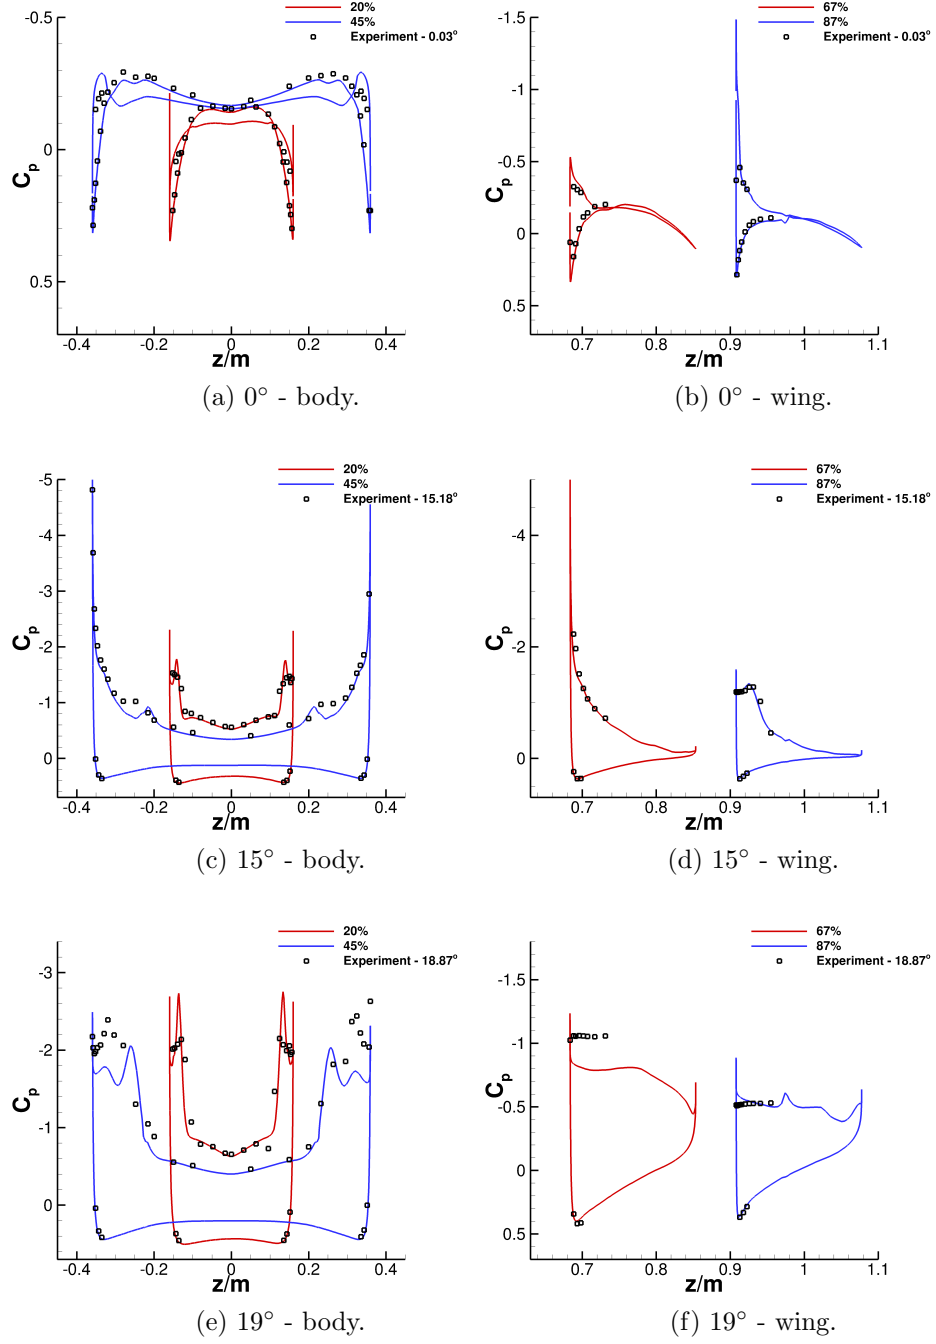 20%
45%
Experiment - 0.03°
-0.5
0
0.5
Cp
-0.4 -0.2 0 0.2 0.4
z/m
(a) 0° - body.
67%
87%
Experiment - 0.03°
-1.5
-1
-0.5
0
0.5
Cp
0.7 0.8 0.9 1 1.1
z/m
(b) 0° - wing.
20%
45%
Experiment - 15.18°
-5
-4
-3
-2
-1
0
Cp
-0.4 -0.2 0 0.2 0.4
z/m
(c) 15° - body.
67%
87%
Experiment - 15.18°
-4
-2
0
Cp
0.7 0.8 0.9 1 1.1
z/m
(d) 15° - wing.
20%
45%
Experiment - 18.87°
-3
-2
-1
0
Cp
-0.4 -0.2 0 0.2 0.4
z/m
(e) 19° - body.
67%
87%
Experiment - 18.87°
-1.5
-1
-0.5
0
0.5
Cp
0.7 0.8 0.9 1 1.1
z/m
(f) 19° - wing.